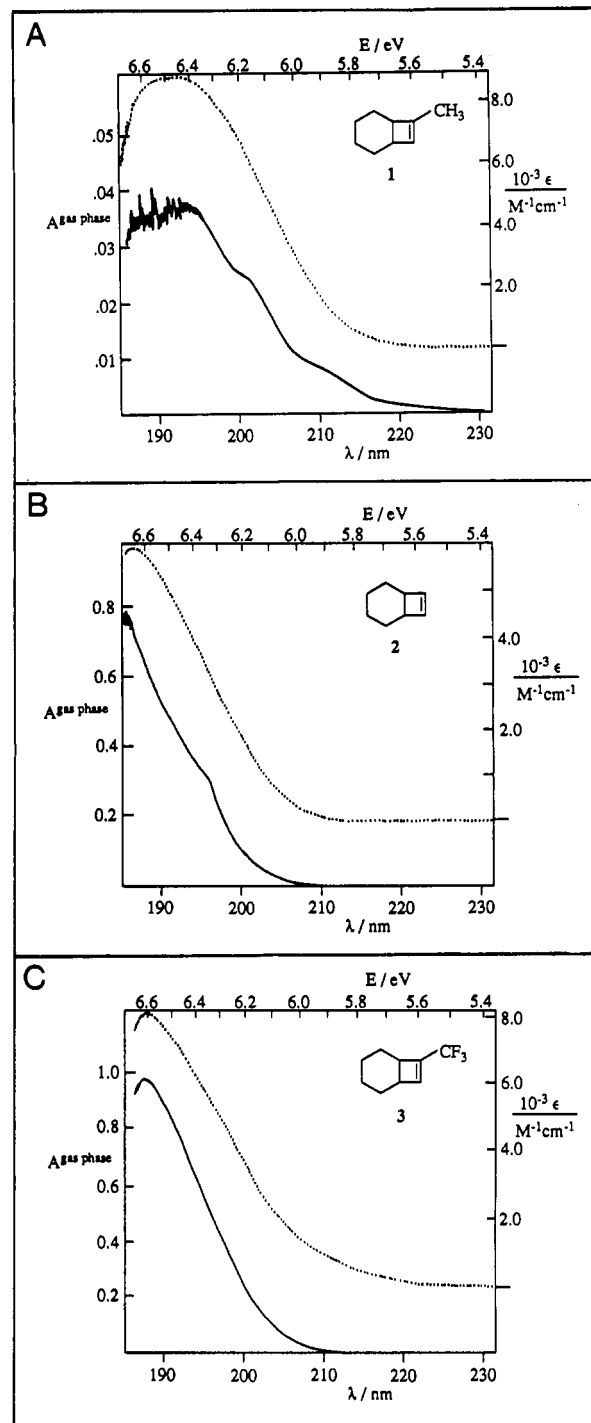 A
E / eV
6.6 6.4 6.2 6.0 5.8 5.6 5.4
.05
.04
.03
.02
.01
A gas phase
CH3
1
8.0
6.0
4.0
2.0
10-3 ε
M-1cm-1
190 200 210 220 230
λ / nm
B
E / eV
6.6 6.4 6.2 6.0 5.8 5.6 5.4
0.8
0.6
0.4
0.2
A gas phase
2
4.0
2.0
10-3 ε
M-1cm-1
190 200 210 220 230
λ / nm
C
E / eV
6.6 6.4 6.2 6.0 5.8 5.6 5.4
1.0
0.8
0.6
0.4
0.2
A gas phase
CF3
3
8.0
6.0
4.0
2.0
10-3 ε
M-1cm-1
190 200 210 220 230
λ / nm